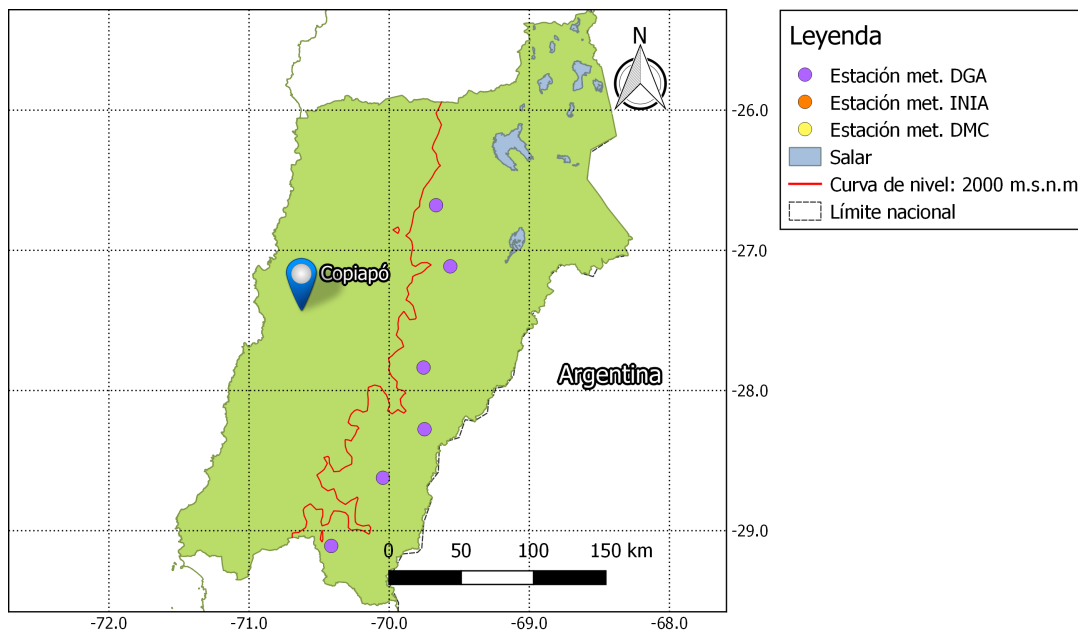 N
Copiapó
Argentina
0 50 100 150 km
-26.0
-27.0
-28.0
-29.0
-72.0 -71.0 -70.0 -69.0 -68.0
Leyenda
Estación met. DGA
Estación met. INIA
Estación met. DMC
Salar
Curva de nivel: 2000 m.s.n.m
Límite nacional